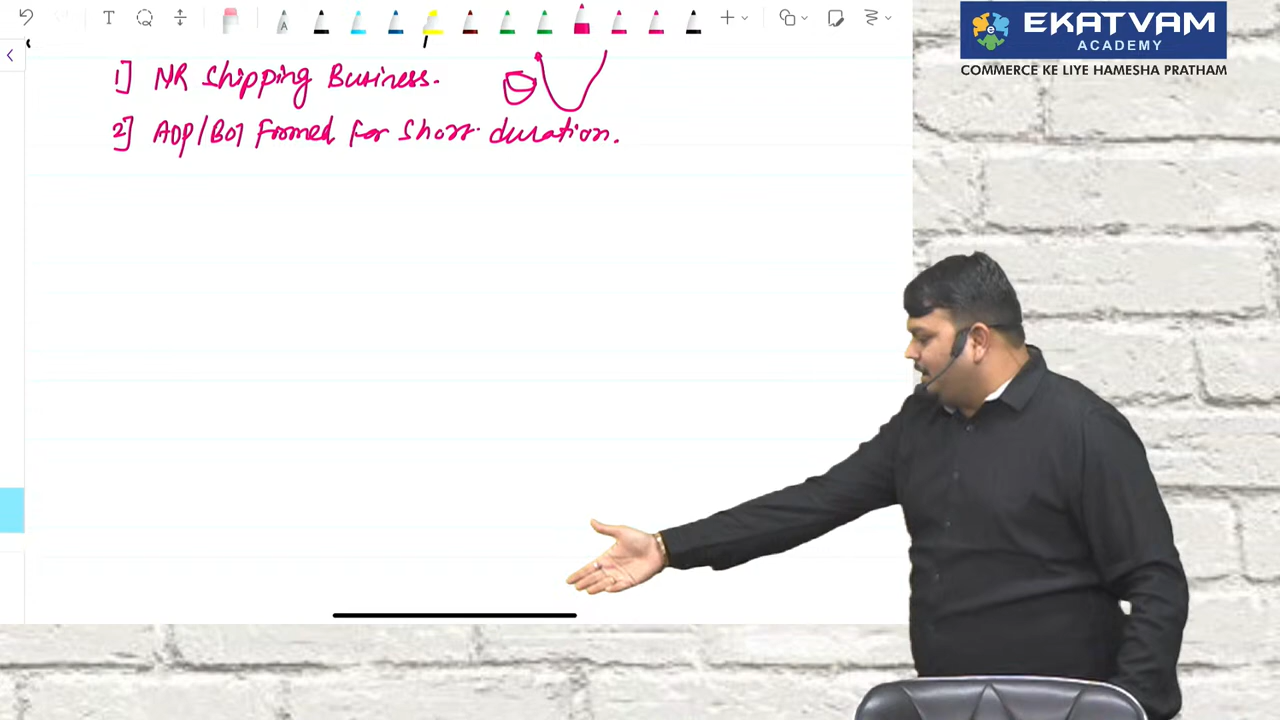 EKATVAM
ACADEMY
COMMERCE KE LIYE HAMESHA PRATHAM
1] NR Shipping Business.
2] AOP/BOI Formed For Short duration.